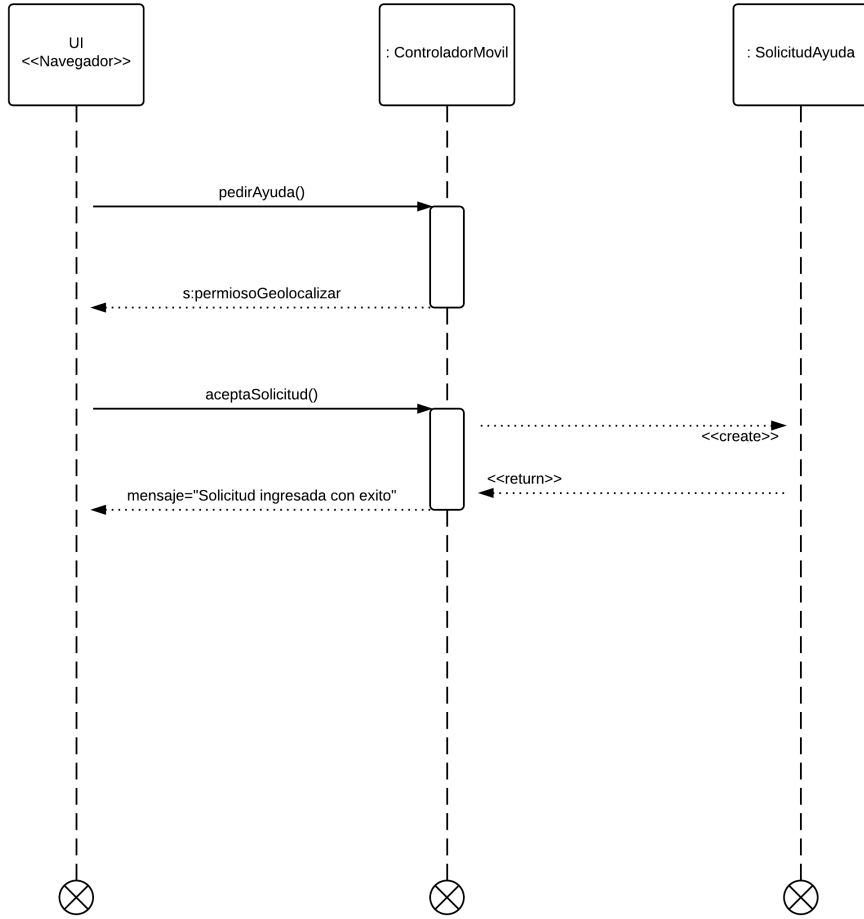 UI
<<Navegador>>
: ControladorMovil
: SolicitudAyuda
pedirAyuda()
s:permiosoGeolocalizar
aceptaSolicitud()
<<create>>
<<return>>
mensaje="Solicitud ingresada con exito"